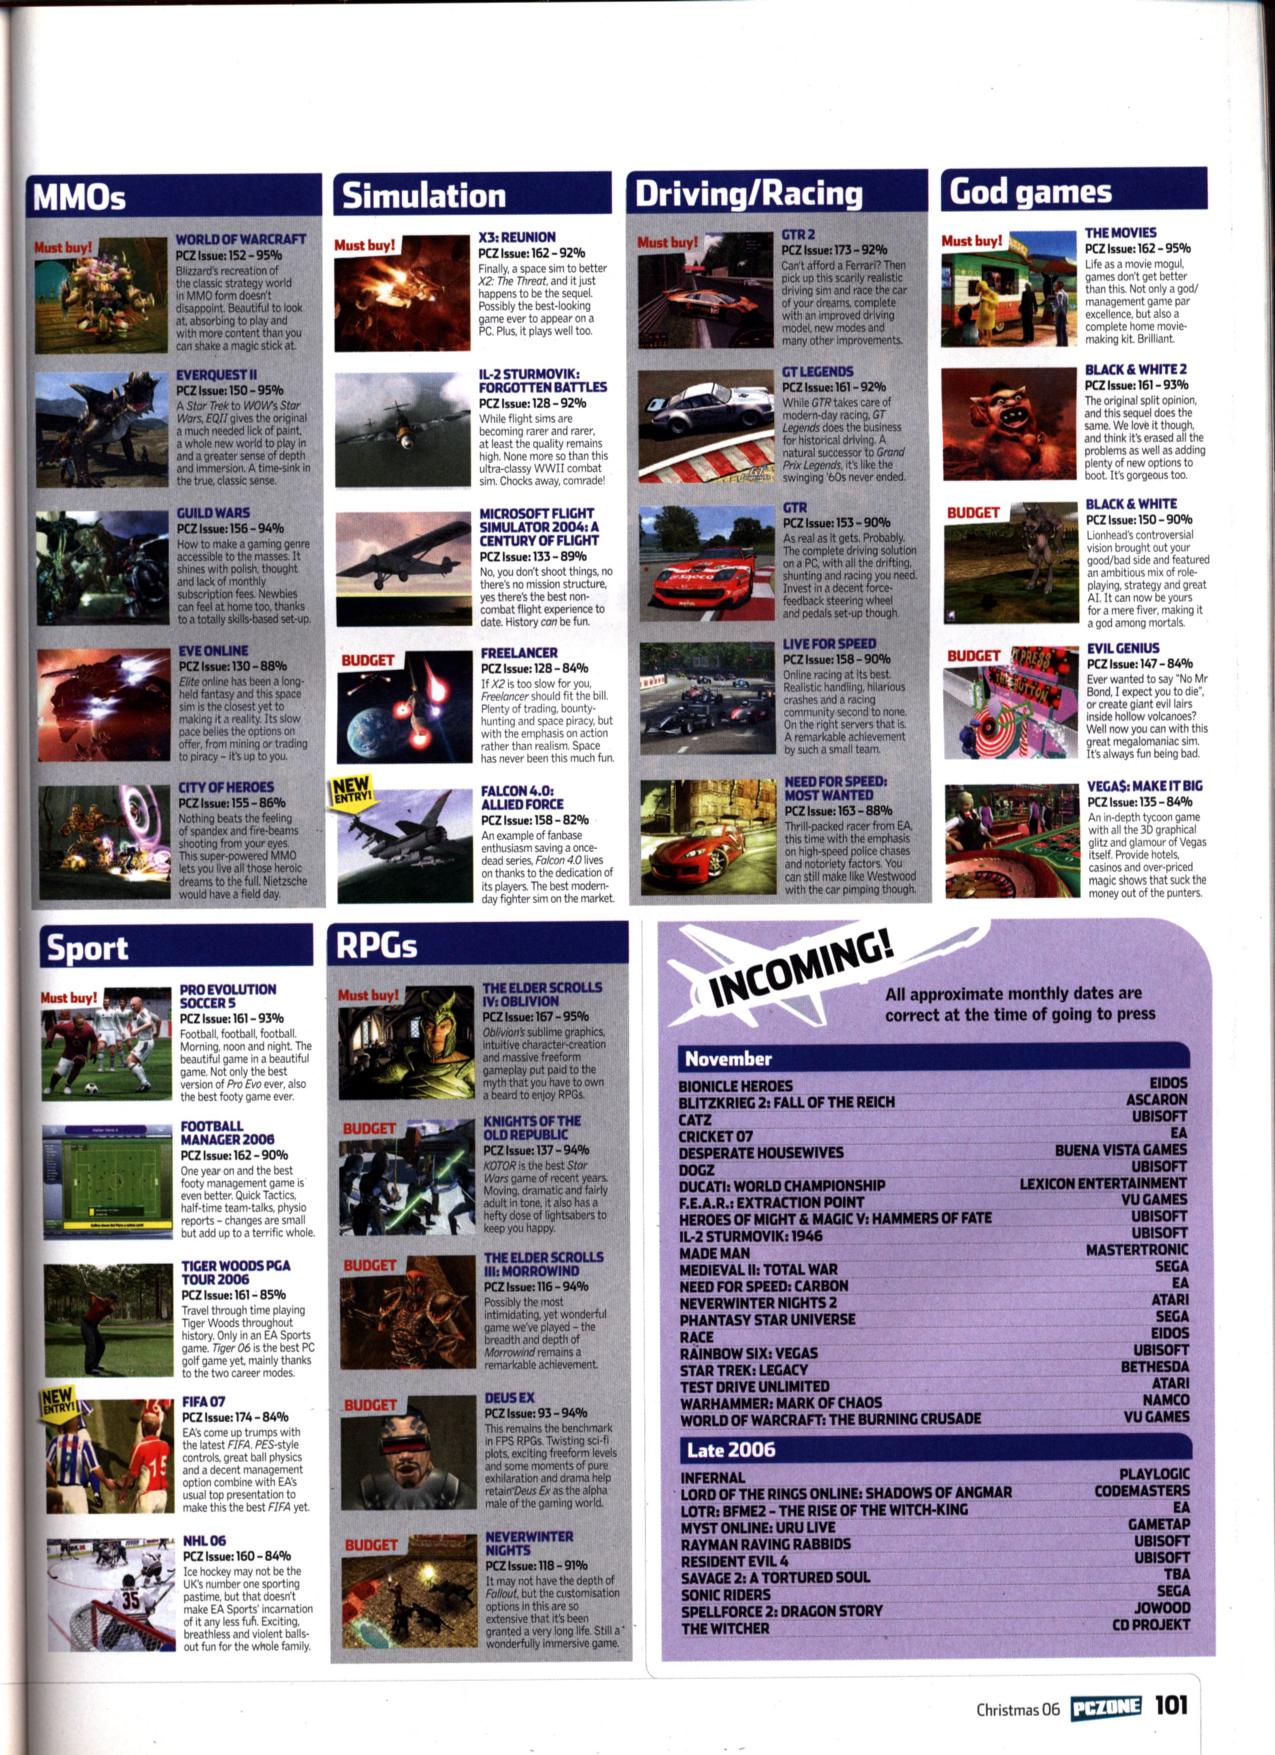 MMOs
Must buy!
WORLD OF WARCRAFT
PCZ Issue: 152 – 95%
Blizzard's recreation of
the classic strategy world
in MMO form doesn't
disappoint. Beautiful to look
at, absorbing to play and
with more content than you
can shake a magic stick at.
EVERQUEST II
PCZ Issue: 150 – 95%
A Star Trek to WOW's Star
Wars, EQII gives the original
a much needed lick of paint,
a whole new world to play in
and a greater sense of depth
and immersion. A time-sink in
the true, classic sense.
GUILD WARS
PCZ Issue: 156 – 94%
How to make a gaming genre
accessible to the masses. It
shines with polish, thought
and lack of monthly
subscription fees. Newbies
can feel at home too, thanks
to a totally skills-based set-up.
EVE ONLINE
PCZ Issue: 130 – 88%
Elite online has been a long-
held fantasy and this space
sim is the closest yet to
making it a reality. Its slow
pace belies the options on
offer, from mining or trading
to piracy – it's up to you.
CITY OF HEROES
PCZ Issue: 155 – 86%
Nothing beats the feeling
of spandex and fire-beams
shooting from your eyes.
This super-powered MMO
lets you live all those heroic
dreams to the full. Nietzsche
would have a field day.
Simulation
Must buy!
X3: REUNION
PCZ Issue: 162 – 92%
Finally, a space sim to better
X2: The Threat, and it just
happens to be the sequel.
Possibly the best-looking
game ever to appear on a
PC. Plus, it plays well too.
IL-2 STURMOVIK:
FORGOTTEN BATTLES
PCZ Issue: 128 – 92%
While flight sims are
becoming rarer and rarer,
at least the quality remains
high. None more so than this
ultra-classy WWII combat
sim. Chocks away, comrade!
MICROSOFT FLIGHT
SIMULATOR 2004: A
CENTURY OF FLIGHT
PCZ Issue: 133 – 89%
No, you don't shoot things, no
there's no mission structure,
yes there's the best non-
combat flight experience to
date. History can be fun.
BUDGET
FREELANCER
PCZ Issue: 128 – 84%
If X2 is too slow for you,
Freelancer should fit the bill.
Plenty of trading, bounty-
hunting and space piracy, but
with the emphasis on action
rather than realism. Space
has never been this much fun.
NEW
ENTRY!
FALCON 4.0:
ALLIED FORCE
PCZ Issue: 158 – 82%
An example of fanbase
enthusiasm saving a once-
dead series, Falcon 4.0 lives
on thanks to the dedication of
its players. The best modern-
day fighter sim on the market.
Driving/Racing
Must buy!
GTR 2
PCZ Issue: 173 – 92%
Can't afford a Ferrari? Then
pick up this scarily realistic
driving sim and race the car
of your dreams, complete
with an improved driving
model, new modes and
many other improvements.
GT LEGENDS
PCZ Issue: 161 – 92%
While GTR takes care of
modern-day racing, GT
Legends does the business
for historical driving. A
natural successor to Grand
Prix Legends, it's like the
swinging '60s never ended.
GTR
PCZ Issue: 153 – 90%
As real as it gets. Probably.
The complete driving solution
on a PC, with all the drifting,
shunting and racing you need.
Invest in a decent force-
feedback steering wheel
and pedals set-up though.
LIVE FOR SPEED
PCZ Issue: 158 – 90%
Online racing at its best.
Realistic handling, hilarious
crashes and a racing
community second to none.
On the right servers that is.
A remarkable achievement
by such a small team.
NEED FOR SPEED:
MOST WANTED
PCZ Issue: 163 – 88%
Thrill-packed racer from EA,
this time with the emphasis
on high-speed police chases
and notoriety factors. You
can still make like Westwood
with the car pimping though.
God games
Must buy!
THE MOVIES
PCZ Issue: 162 – 95%
Life as a movie mogul,
games don't get better
than this. Not only a god/
management game par
excellence, but also a
complete home movie-
making kit. Brilliant.
BLACK & WHITE 2
PCZ Issue: 161 – 93%
The original split opinion,
and this sequel does the
same. We love it though,
and think it's erased all the
problems as well as adding
plenty of new options to
boot. It's gorgeous too.
BUDGET
BLACK & WHITE
PCZ Issue: 150 – 90%
Lionhead's controversial
vision brought out your
good/bad side and featured
an ambitious mix of role-
playing, strategy and great
AI. It can now be yours
for a mere fiver, making it
a god among mortals.
BUDGET
EVIL GENIUS
PCZ Issue: 147 – 84%
Ever wanted to say "No Mr
Bond, I expect you to die",
or create giant evil lairs
inside hollow volcanoes?
Well now you can with this
great megalomaniac sim.
It's always fun being bad.
VEGA$: MAKE IT BIG
PCZ Issue: 135 – 84%
An in-depth tycoon game
with all the 3D graphical
glitz and glamour of Vegas
itself. Provide hotels,
casinos and over-priced
magic shows that suck the
money out of the punters.
Sport
Must buy!
PRO EVOLUTION
SOCCER 5
PCZ Issue: 161 – 93%
Football, football, football.
Morning, noon and night. The
beautiful game in a beautiful
game. Not only the best
version of Pro Evo ever, also
the best footy game ever.
FOOTBALL
MANAGER 2006
PCZ Issue: 162 – 90%
One year on and the best
footy management game is
even better. Quick Tactics,
half-time team-talks, physio
reports – changes are small
but add up to a terrific whole.
TIGER WOODS PGA
TOUR 2006
PCZ Issue: 161 – 85%
Travel through time playing
Tiger Woods throughout
history. Only in an EA Sports
game. Tiger 06 is the best PC
golf game yet, mainly thanks
to the two career modes.
NEW
ENTRY!
FIFA 07
PCZ Issue: 174 – 84%
EA's come up trumps with
the latest FIFA. PES-style
controls, great ball physics
and a decent management
option combine with EA's
usual top presentation to
make this the best FIFA yet.
15
NHL 06
PCZ Issue: 160 – 84%
Ice hockey may not be the
UK's number one sporting
pastime, but that doesn't
make EA Sports' incarnation
of it any less fun. Exciting,
breathless and violent balls-
out fun for the whole family.
35
RPGs
Must buy!
THE ELDER SCROLLS
IV: OBLIVION
PCZ Issue: 167 – 95%
Oblivion's sublime graphics,
intuitive character-creation
and massive freeform
gameplay put paid to the
myth that you have to own
a beard to enjoy RPGs.
BUDGET
KNIGHTS OF THE
OLD REPUBLIC
PCZ Issue: 137 – 94%
KOTOR is the best Star
Wars game of recent years.
Moving, dramatic and fairly
adult in tone, it also has a
hefty dose of lightsabers to
keep you happy.
BUDGET
THE ELDER SCROLLS
III: MORROWIND
PCZ Issue: 116 – 94%
Possibly the most
intimidating, yet wonderful
game we've played – the
breadth and depth of
Morrowind remains a
remarkable achievement.
BUDGET
DEUS EX
PCZ Issue: 93 – 94%
This remains the benchmark
in FPS RPGs. Twisting sci-fi
plots, exciting freeform levels
and some moments of pure
exhilaration and drama help
retain Deus Ex as the alpha
male of the gaming world.
BUDGET
NEVERWINTER
NIGHTS
PCZ Issue: 118 – 91%
It may not have the depth of
Fallout, but the customisation
options in this are so
extensive that it's been
granted a very long life. Still a
wonderfully immersive game.
INCOMING!
All approximate monthly dates are
correct at the time of going to press
November
BIONICLE HEROES EIDOS
BLITZKRIEG 2: FALL OF THE REICH ASCARON
CATZ UBISOFT
CRICKET 07 EA
DESPERATE HOUSEWIVES BUENA VISTA GAMES
DOGZ UBISOFT
DUCATI: WORLD CHAMPIONSHIP LEXICON ENTERTAINMENT
F.E.A.R.: EXTRACTION POINT VU GAMES
HEROES OF MIGHT & MAGIC V: HAMMERS OF FATE UBISOFT
IL-2 STURMOVIK: 1946 UBISOFT
MADE MAN MASTERTRONIC
MEDIEVAL II: TOTAL WAR SEGA
NEED FOR SPEED: CARBON EA
NEVERWINTER NIGHTS 2 ATARI
PHANTASY STAR UNIVERSE SEGA
RACE EIDOS
RAINBOW SIX: VEGAS UBISOFT
STAR TREK: LEGACY BETHESDA
TEST DRIVE UNLIMITED ATARI
WARHAMMER: MARK OF CHAOS NAMCO
WORLD OF WARCRAFT: THE BURNING CRUSADE VU GAMES
Late 2006
INFERNAL PLAYLOGIC
LORD OF THE RINGS ONLINE: SHADOWS OF ANGMAR CODEMASTERS
LOTR: BFME2 – THE RISE OF THE WITCH-KING EA
MYST ONLINE: URU LIVE GAMETAP
RAYMAN RAVING RABBIDS UBISOFT
RESIDENT EVIL 4 UBISOFT
SAVAGE 2: A TORTURED SOUL TBA
SONIC RIDERS SEGA
SPELLFORCE 2: DRAGON STORY JOWOOD
THE WITCHER CD PROJEKT
Christmas 06 PCZONE 101